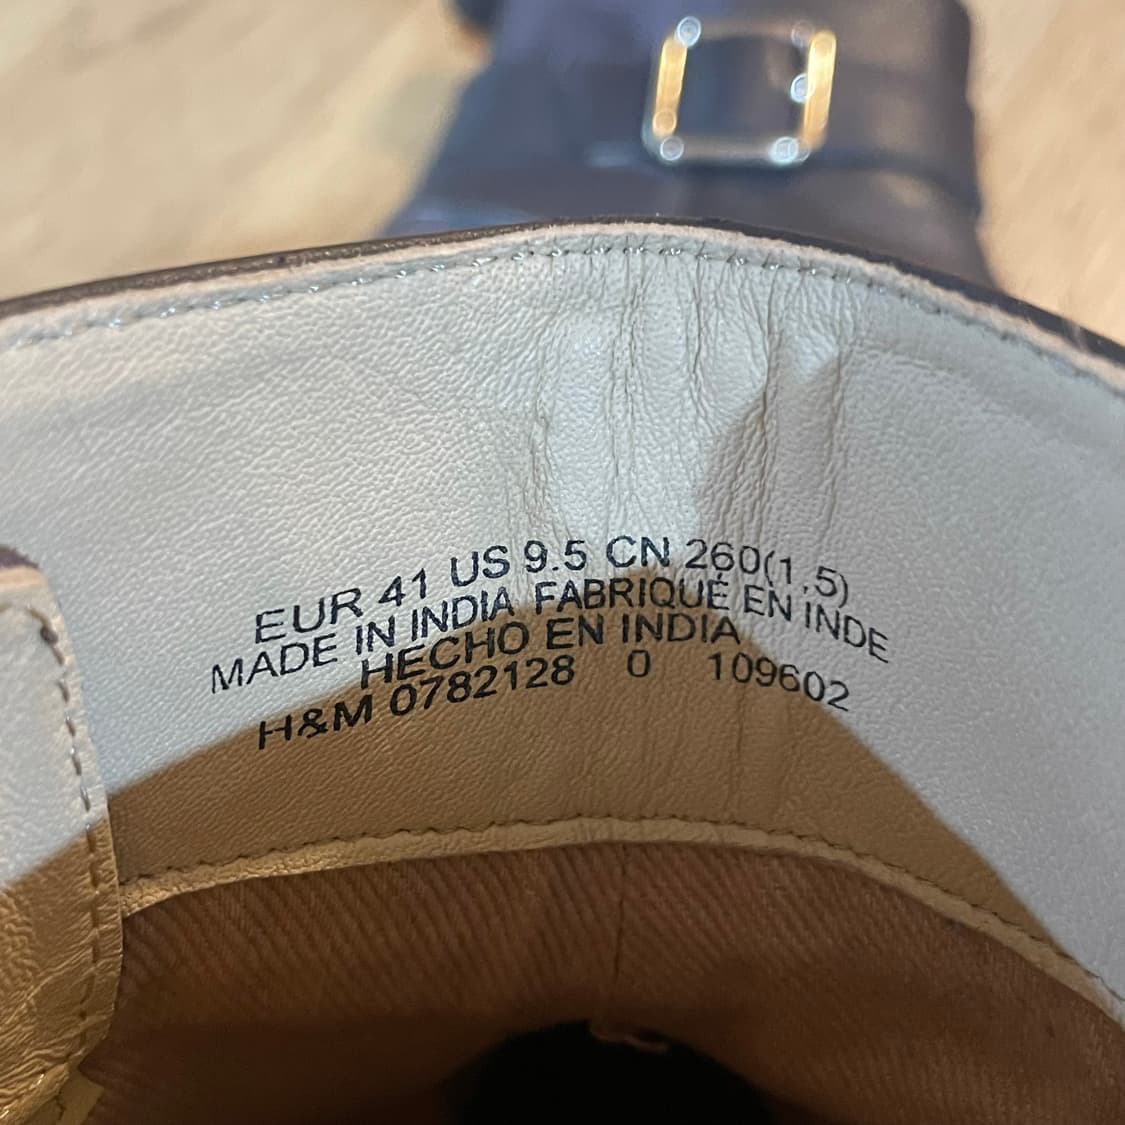 EUR 41 US 9.5 CN 260(1,5)
MADE IN INDIA FABRIQUÉ EN INDE
HECHO EN INDIA
H&M 0782128 0 109602